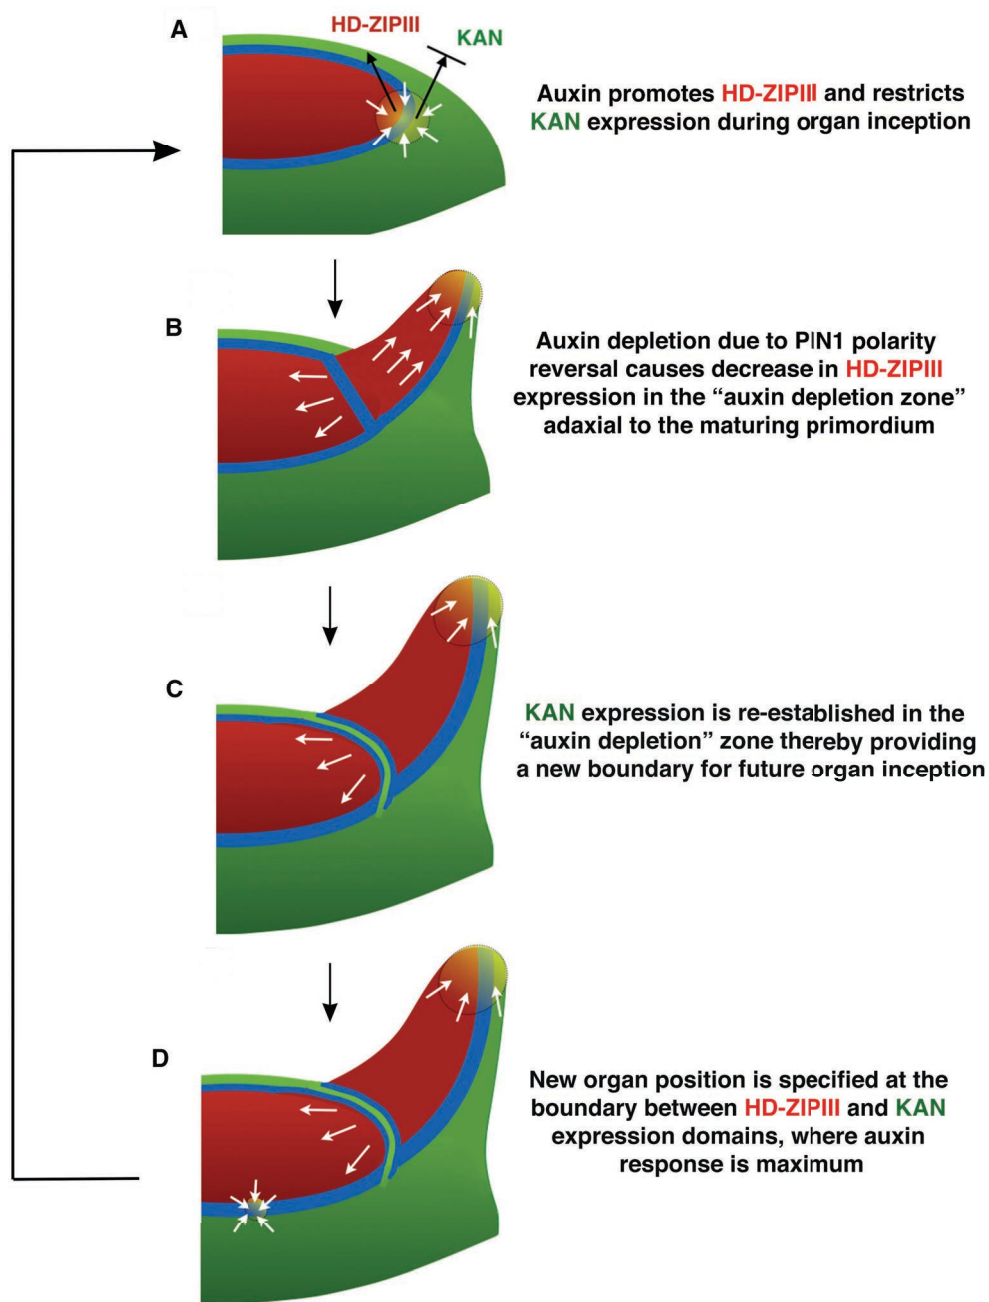 A
HD-ZIPIII
KAN
Auxin promotes HD-ZIPIII and restricts
KAN expression during organ inception
B
Auxin depletion due to PIN1 polarity
reversal causes decrease in HD-ZIPIII
expression in the “auxin depletion zone”
adaxial to the maturing primordium
C
KAN expression is re-established in the
“auxin depletion” zone thereby providing
a new boundary for future organ inception
D
New organ position is specified at the
boundary between HD-ZIPIII and KAN
expression domains, where auxin
response is maximum